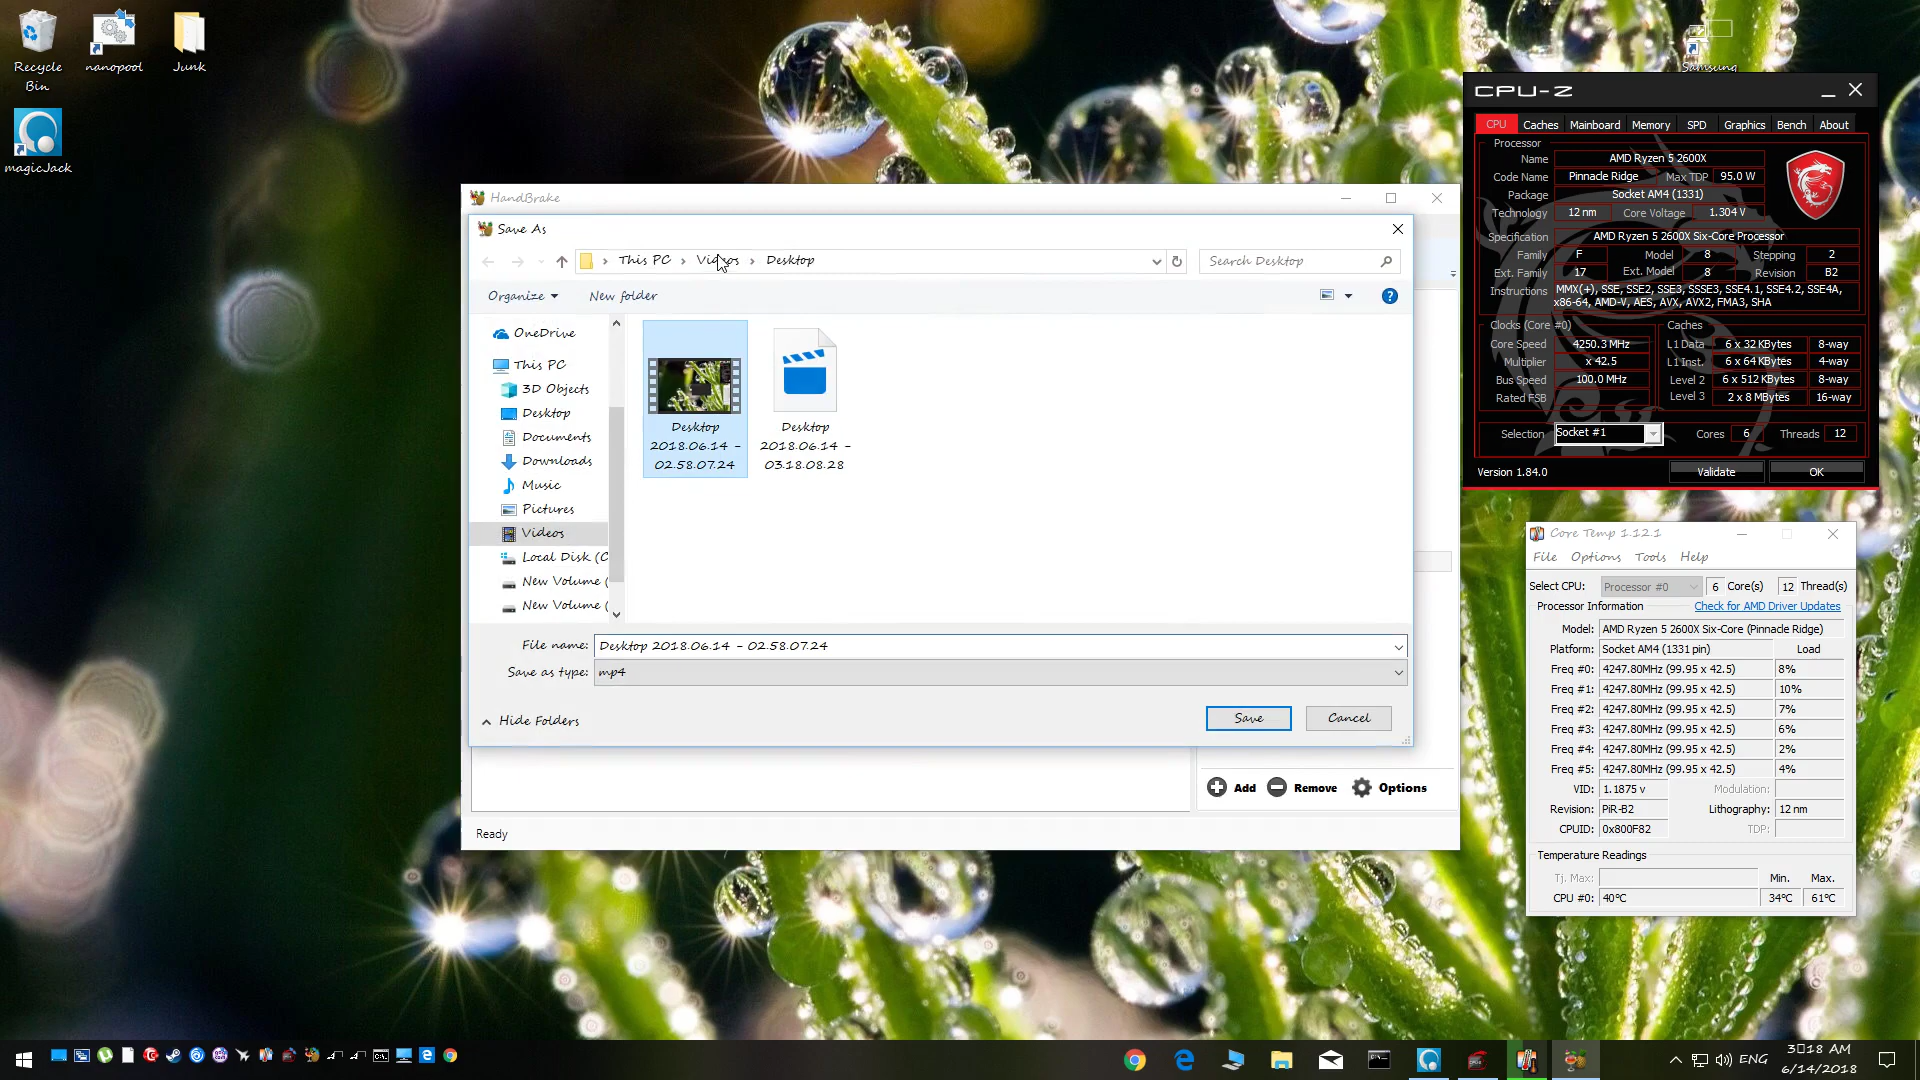 Recycle
Bin
nanopool
Junk
magicJack
Samsung
CPU-Z
CPU Caches Mainboard Memory SPD Graphics Bench About
Processor
Name AMD Ryzen 5 2600X
Code Name Pinnacle Ridge Max TDP 95.0 W
Package Socket AM4 (1331)
Technology 12 nm Core Voltage 1.304 V
Specification AMD Ryzen 5 2600X Six-Core Processor
Family F Model 8 Stepping 2
Ext. Family 17 Ext. Model 8 Revision B2
Instructions MMX(+), SSE, SSE2, SSE3, SSSE3, SSE4.1, SSE4.2, SSE4A,
x86-64, AMD-V, AES, AVX, AVX2, FMA3, SHA
Clocks (Core #0) Caches
Core Speed 4250.3 MHz L1 Data 6 x 32 KBytes 8-way
Multiplier x 42.5 L1 Inst. 6 x 64 KBytes 4-way
Bus Speed 100.0 MHz Level 2 6 x 512 KBytes 8-way
Rated FSB Level 3 2 x 8 MBytes 16-way
Selection Socket #1 Cores 6 Threads 12
Version 1.84.0 Validate OK
HandBrake
Save As
This PC Videos Desktop Search Desktop
Organize New folder
OneDrive
This PC
3D Objects
Desktop
Documents
Downloads
Music
Pictures
Videos
Local Disk (C
New Volume (
New Volume (
Desktop
2018.06.14 -
02.58.07.24
Desktop
2018.06.14 -
03.18.08.28
File name: Desktop 2018.06.14 - 02.58.07.24
Save as type: mp4
Hide Folders Save Cancel
Add Remove Options
Ready
Core Temp 1.12.1
File Options Tools Help
Select CPU: Processor #0 6 Core(s) 12 Thread(s)
Processor Information Check for AMD Driver Updates
Model: AMD Ryzen 5 2600X Six-Core (Pinnacle Ridge)
Platform: Socket AM4 (1331 pin) Load
Freq #0: 4247.80MHz (99.95 x 42.5) 8%
Freq #1: 4247.80MHz (99.95 x 42.5) 10%
Freq #2: 4247.80MHz (99.95 x 42.5) 7%
Freq #3: 4247.80MHz (99.95 x 42.5) 6%
Freq #4: 4247.80MHz (99.95 x 42.5) 2%
Freq #5: 4247.80MHz (99.95 x 42.5) 4%
VID: 1.1875 v Modulation:
Revision: PiR-B2 Lithography: 12 nm
CPUID: 0x800F82 TDP:
Temperature Readings
Tj. Max: Min. Max.
CPU #0: 40°C 34°C 61°C
ENG
3▯18 AM
6/14/2018